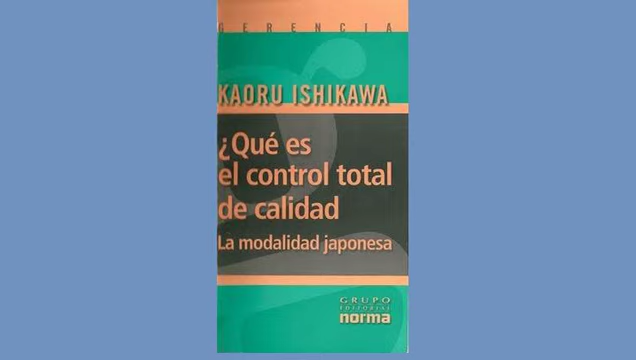 GERENCIA
KAORU ISHIKAWA
¿Qué es
el control total
de calidad
La modalidad japonesa
GRUPO
EDITORIAL
norma